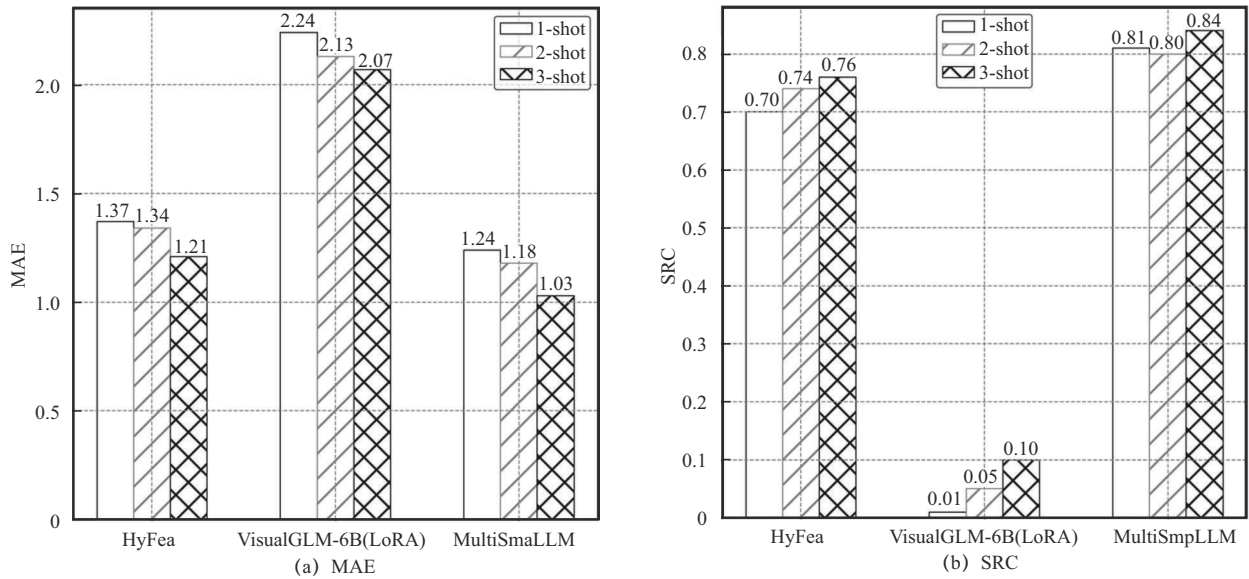 2.24
2.13
2.07
1-shot
2-shot
3-shot
2.0
1.5
1.37
1.34
1.21
1.24
1.18
1.03
1.0
0.5
0
MAE
HyFea
VisualGLM-6B(LoRA)
MultiSmaLLM
(a) MAE
0.81
0.80
0.84
1-shot
2-shot
3-shot
0.8
0.70
0.74
0.76
0.7
0.6
0.5
0.4
0.3
0.2
0.1
0
0.01
0.05
0.10
SRC
HyFea
VisualGLM-6B(LoRA)
MultiSmpLLM
(b) SRC